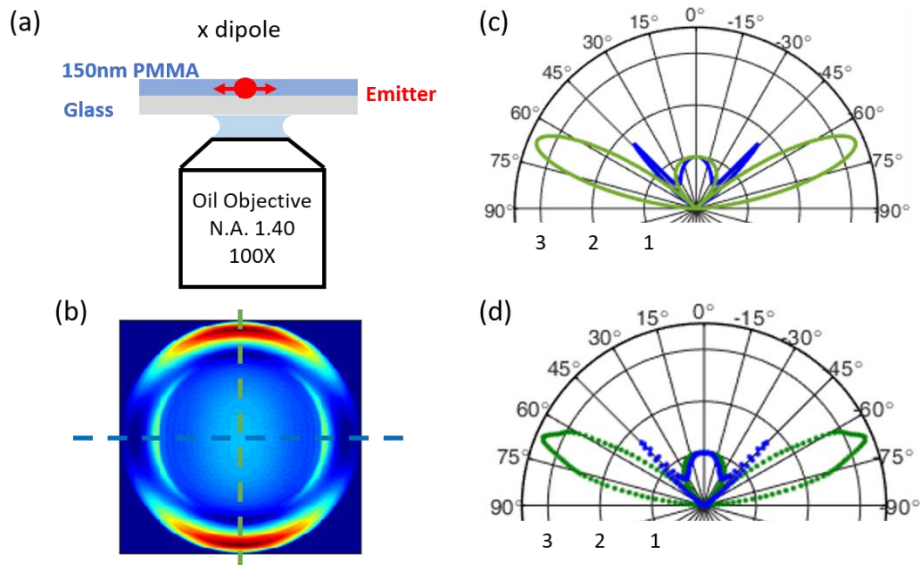 (a)
x dipole
150nm PMMA
Glass
Emitter
Oil Objective
N.A. 1.40
100X
(b)
(c)
0°
15° -15°
30° -30°
45° -45°
60° -60°
75° -75°
90° -90°
3 2 1
(d)
0°
15° -15°
30° -30°
45° -45°
60° -60°
75° -75°
90° -90°
3 2 1